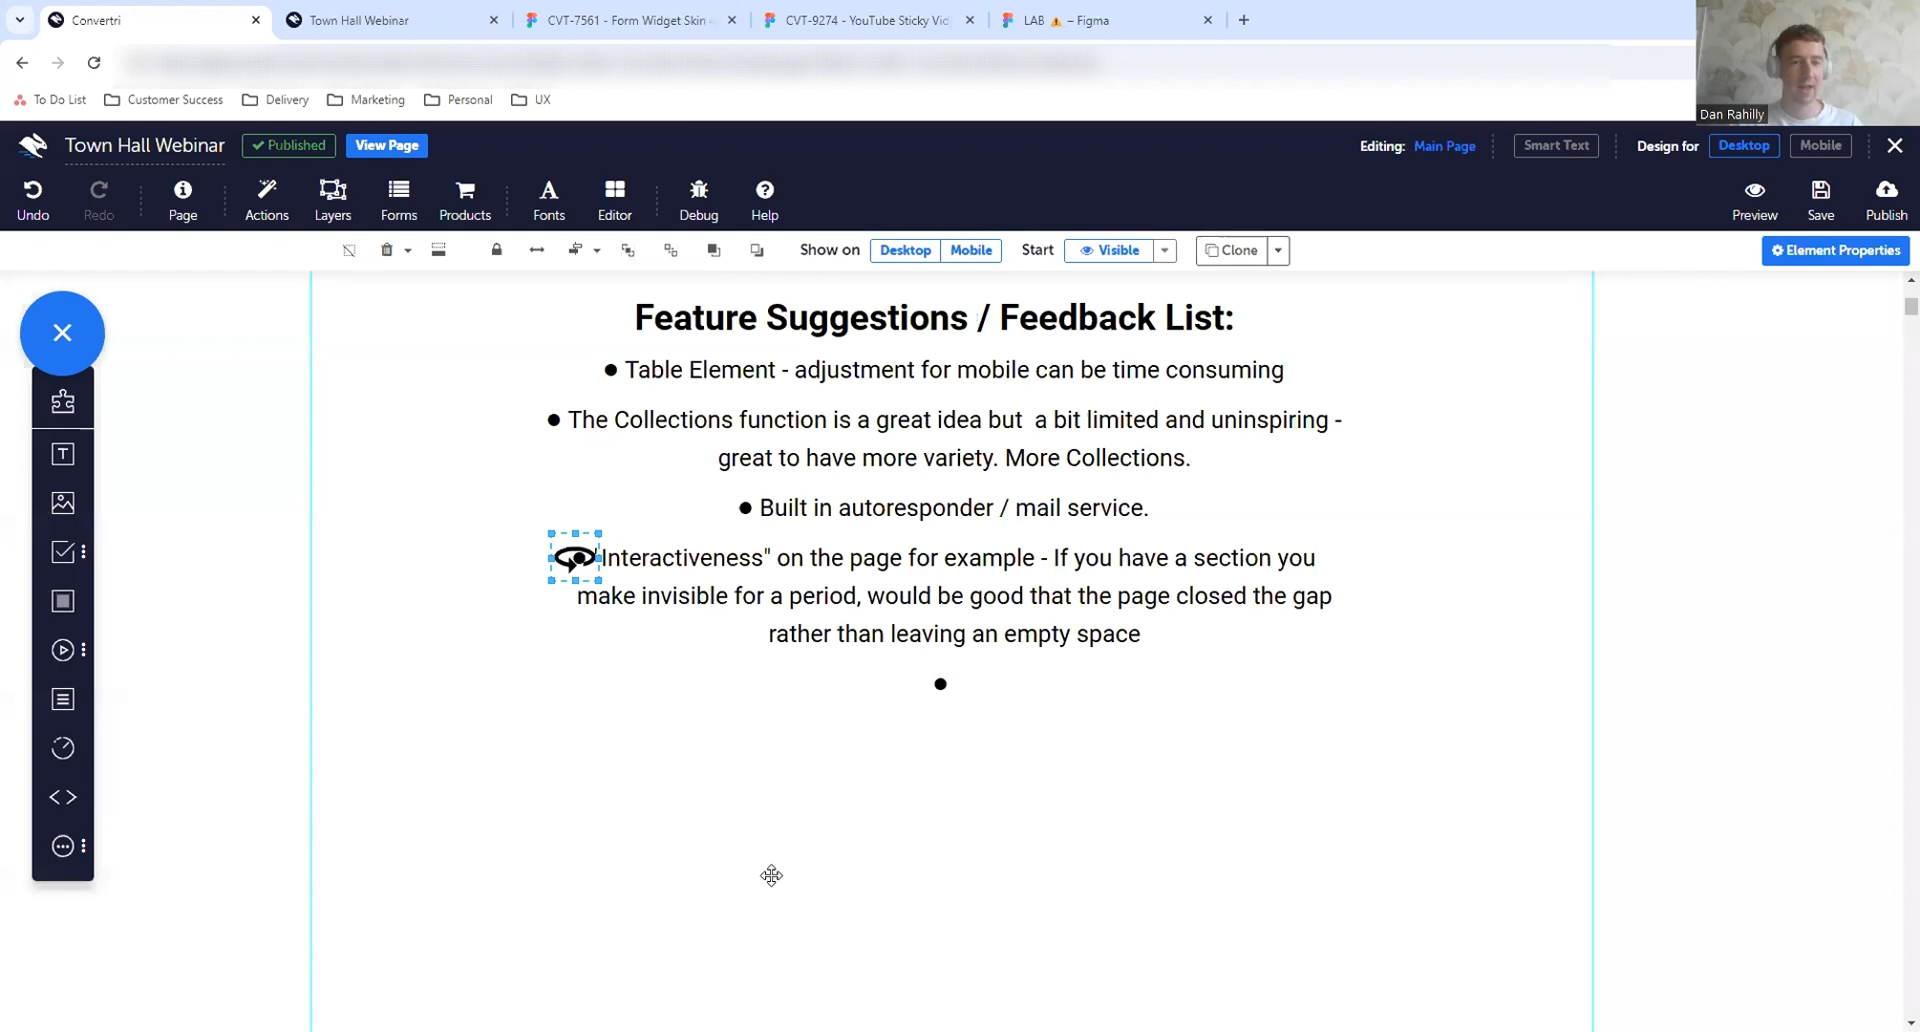 Convertri
Town Hall Webinar
CVT-7561 - Form Widget Skin
CVT-9274 - YouTube Sticky Vid
LAB ⚠ – Figma
To Do List
Customer Success
Delivery
Marketing
Personal
UX
Dan Rahilly
Town Hall Webinar
Published
View Page
Editing: Main Page
Smart Text
Design for
Desktop
Mobile
Undo
Redo
Page
Actions
Layers
Forms
Products
Fonts
Editor
Debug
Help
Preview
Save
Publish
Show on
Desktop
Mobile
Start
Visible
Clone
Element Properties
Feature Suggestions / Feedback List:
● Table Element - adjustment for mobile can be time consuming
● The Collections function is a great idea but a bit limited and uninspiring -
great to have more variety. More Collections.
● Built in autoresponder / mail service.
● "Interactiveness" on the page for example - If you have a section you
make invisible for a period, would be good that the page closed the gap
rather than leaving an empty space
●